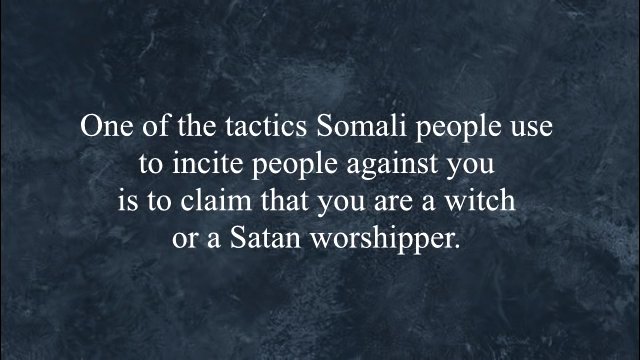 One of the tactics Somali people use
to incite people against you
is to claim that you are a witch
or a Satan worshipper.